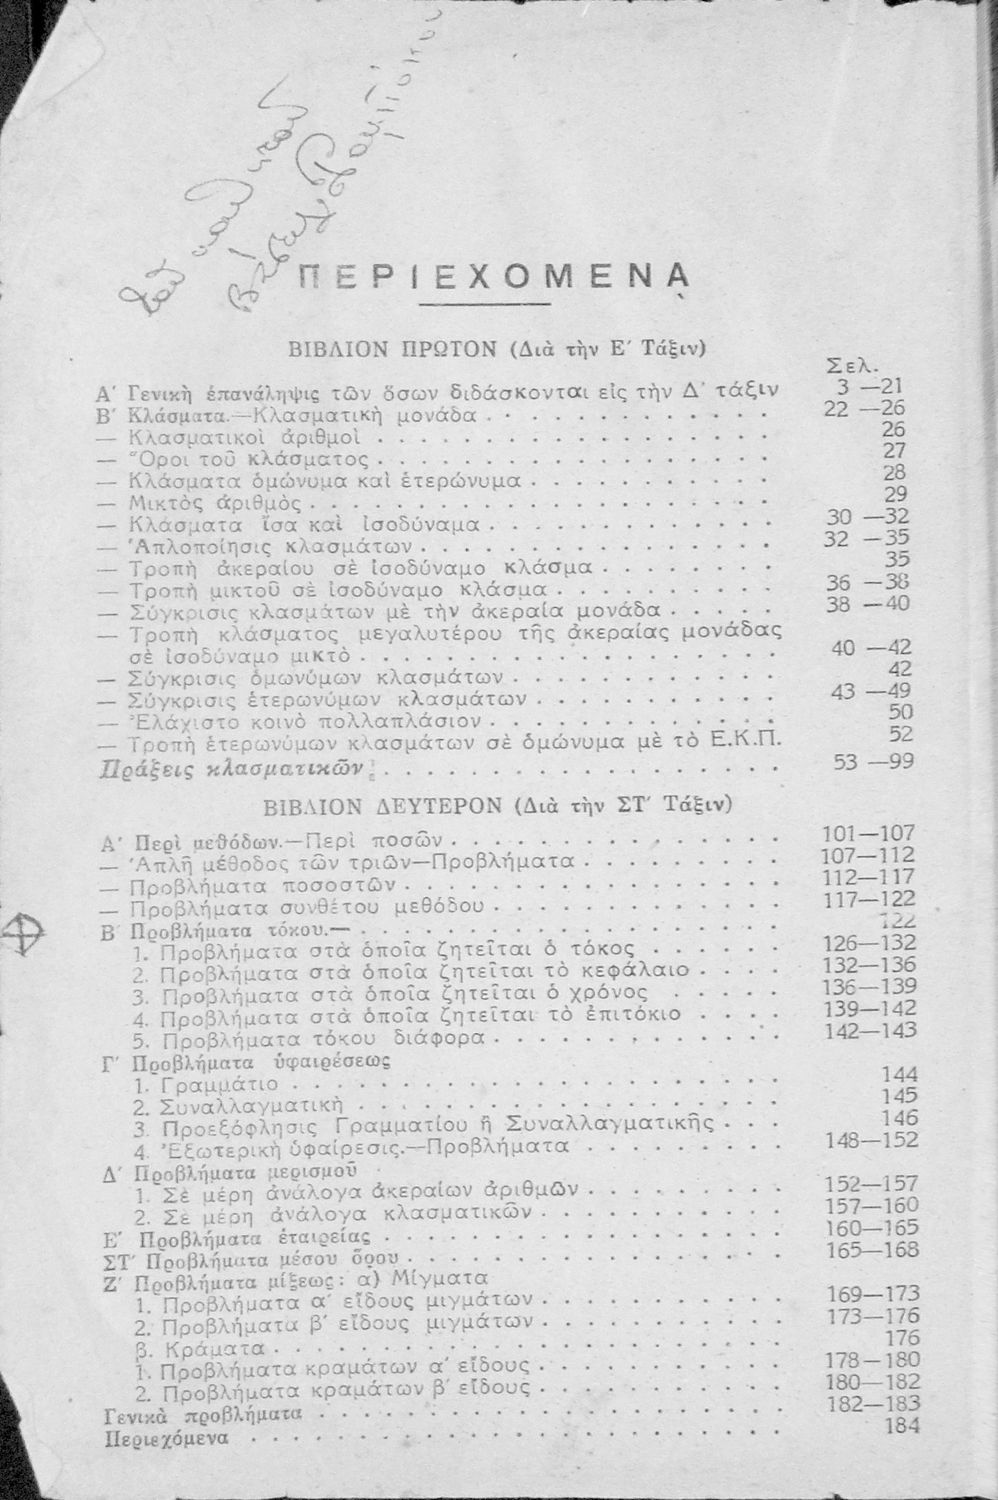 ΠΕΡΙΕΧΟΜΕΝΑ
ΒΙΒΛΙΟΝ ΠΡΩΤΟΝ (Διὰ τὴν Ε΄ Τάξιν)
Σελ.
Α΄ Γενικὴ ἐπανάληψις τῶν ὅσων διδάσκονται εἰς τὴν Δ΄ τάξιν 3 —21
Β΄ Κλάσματα.—Κλασματικὴ μονάδα . . . . . . . . . . . . . 22 —26
— Κλασματικοὶ ἀριθμοὶ . . . . . . . . . . . . . . . . . 26
— Ὅροι τοῦ κλάσματος . . . . . . . . . . . . . . . . . 27
— Κλάσματα ὁμώνυμα καὶ ἑτερώνυμα . . . . . . . . . . . 28
— Μικτὸς ἀριθμὸς . . . . . . . . . . . . . . . . . . . . 29
— Κλάσματα ἴσα καὶ ἰσοδύναμα . . . . . . . . . . . . . 30 —32
— Ἁπλοποίησις κλασμάτων . . . . . . . . . . . . . . . . 32 —35
— Τροπὴ ἀκεραίου σὲ ἰσοδύναμο κλάσμα . . . . . . . . 35
— Τροπὴ μικτοῦ σὲ ἰσοδύναμο κλάσμα . . . . . . . . . . 36 —38
— Σύγκρισις κλασμάτων μὲ τὴν ἀκεραία μονάδα . . . . . 38 —40
— Τροπὴ κλάσματος μεγαλυτέρου τῆς ἀκεραίας μονάδας
σὲ ἰσοδύναμο μικτὸ . . . . . . . . . . . . . . . . . . 40 —42
— Σύγκρισις ὁμωνύμων κλασμάτων . . . . . . . . . . . . 42
— Σύγκρισις ἑτερωνύμων κλασμάτων . . . . . . . . . . . 43 —49
— Ἐλάχιστο κοινὸ πολλαπλάσιον . . . . . . . . . . . . . 50
— Τροπὴ ἑτερωνύμων κλασμάτων σὲ ὁμώνυμα μὲ τὸ Ε.Κ.Π. 52
Πράξεις κλασματικῶν . . . . . . . . . . . . . . . . . 53 —99
ΒΙΒΛΙΟΝ ΔΕΥΤΕΡΟΝ (Διὰ τὴν ΣΤ΄ Τάξιν)
Α΄ Περὶ μεθόδων.—Περὶ ποσῶν . . . . . . . . . . . . . . 101—107
— Ἁπλῆ μέθοδος τῶν τριῶν—Προβλήματα . . . . . . . . . 107—112
— Προβλήματα ποσοστῶν . . . . . . . . . . . . . . . . . 112—117
— Προβλήματα συνθέτου μεθόδου . . . . . . . . . . . . . 117—122
Β΄ Προβλήματα τόκου.— . . . . . . . . . . . . . . . . . . 122
1. Προβλήματα στὰ ὁποῖα ζητεῖται ὁ τόκος . . . . . . 126—132
2. Προβλήματα στὰ ὁποῖα ζητεῖται τὸ κεφάλαιο . . . . 132—136
3. Προβλήματα στὰ ὁποῖα ζητεῖται ὁ χρόνος . . . . . 136—139
4. Προβλήματα στὰ ὁποῖα ζητεῖται τὸ ἐπιτόκιο . . . . 139—142
5. Προβλήματα τόκου διάφορα . . . . . . . . . . . . . 142—143
Γ΄ Προβλήματα ὑφαιρέσεως
1. Γραμμάτιο . . . . . . . . . . . . . . . . . . . . . 144
2. Συναλλαγματικὴ . . . . . . . . . . . . . . . . . . 145
3. Προεξόφλησις Γραμματίου ἢ Συναλλαγματικῆς . . . 146
4. Ἐξωτερικὴ ὑφαίρεσις.—Προβλήματα . . . . . . . . . 148—152
Δ΄ Προβλήματα μερισμοῦ
1. Σὲ μέρη ἀνάλογα ἀκεραίων ἀριθμῶν . . . . . . . . . 152—157
2. Σὲ μέρη ἀνάλογα κλασματικῶν . . . . . . . . . . . 157—160
Ε΄ Προβλήματα ἑταιρείας . . . . . . . . . . . . . . . . . 160—165
ΣΤ΄ Προβλήματα μέσου ὅρου . . . . . . . . . . . . . . . . 165—168
Ζ΄ Προβλήματα μίξεως: α) Μίγματα
1. Προβλήματα α΄ εἴδους μιγμάτων . . . . . . . . . . . 169—173
2. Προβλήματα β΄ εἴδους μιγμάτων . . . . . . . . . . . 173—176
β. Κράματα . . . . . . . . . . . . . . . . . . . . . . 176
1. Προβλήματα κραμάτων α΄ εἴδους . . . . . . . . . . . 178—180
2. Προβλήματα κραμάτων β΄ εἴδους . . . . . . . . . . . 180—182
Γενικὰ προβλήματα . . . . . . . . . . . . . . . . . . . . 182—183
Περιεχόμενα . . . . . . . . . . . . . . . . . . . . . . . 184